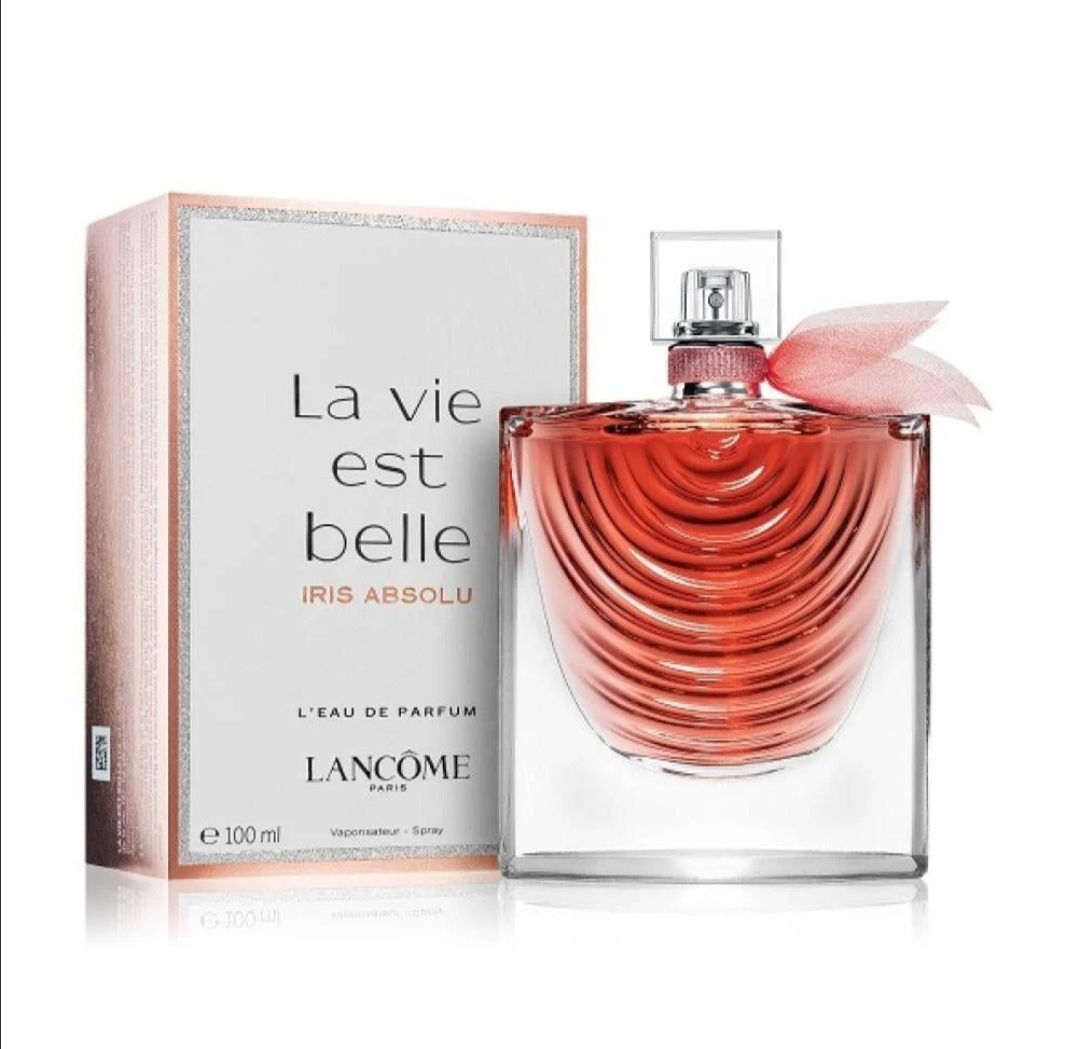 La vie
est
belle
IRIS ABSOLU
L'EAU DE PARFUM
LANCÔME
PARIS
℮ 100 ml
Vaporisateur - Spray